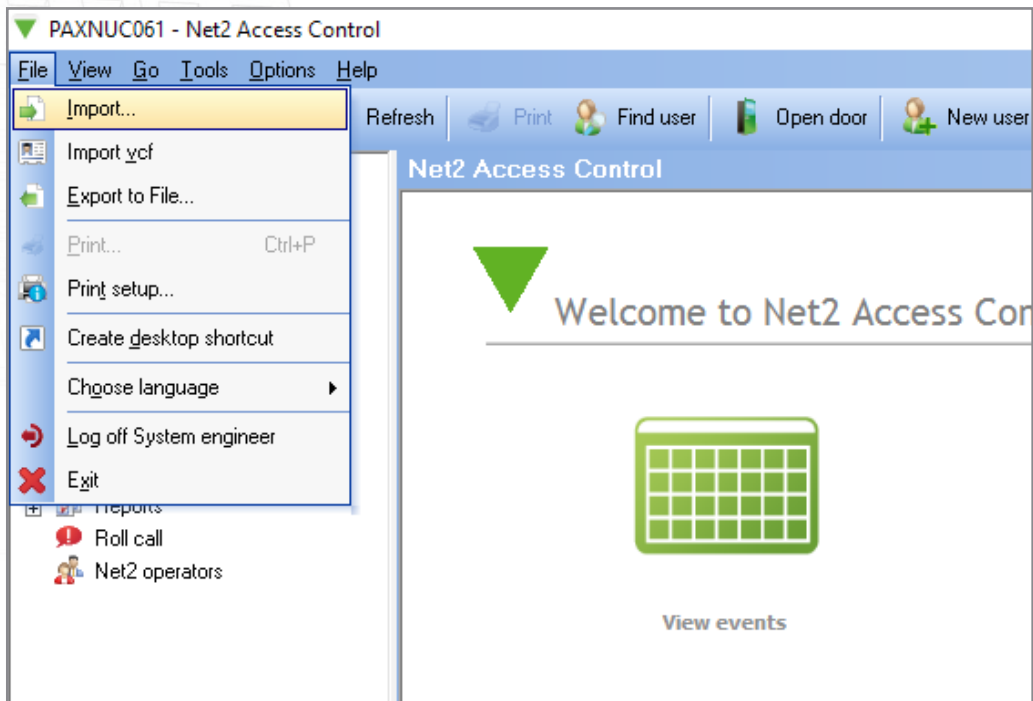 PAXNUC061 - Net2 Access Control
File View Go Tools Options Help
Import...
Refresh Print Find user Open door New user
Import vcf
Export to File...
Print... Ctrl+P
Print setup...
Create desktop shortcut
Choose language
Log off System engineer
Exit
Reports
Roll call
Net2 operators
Net2 Access Control
Welcome to Net2 Access Cor
View events